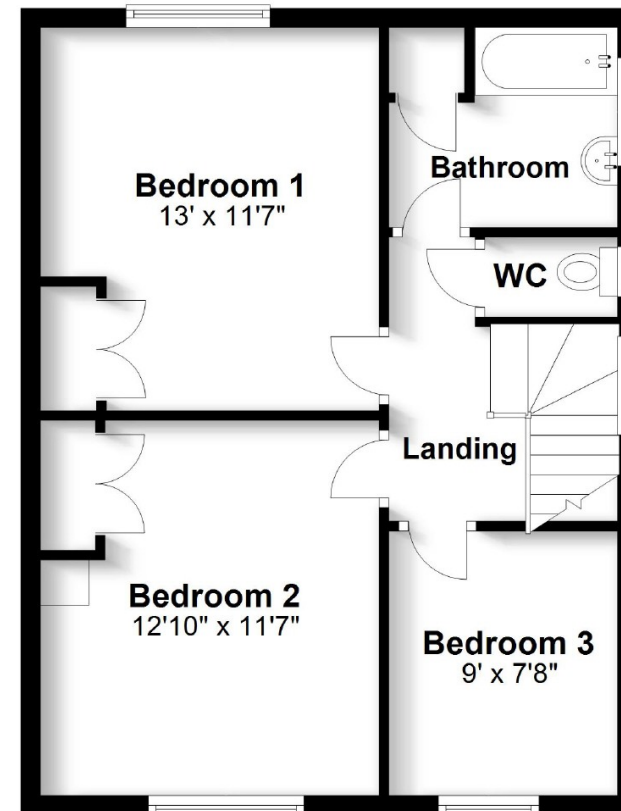 Bedroom 1
13' x 11'7"
Bathroom
WC
Landing
Bedroom 2
12'10" x 11'7"
Bedroom 3
9' x 7'8"